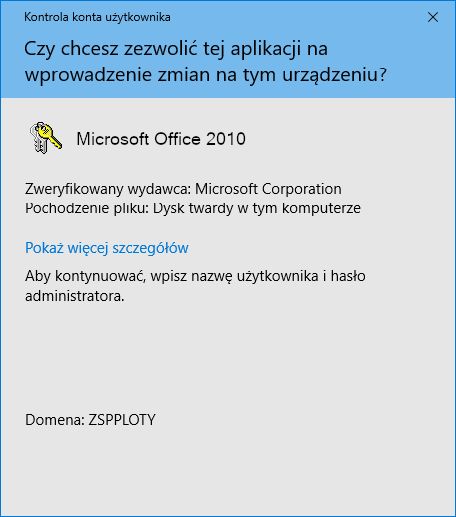 Kontrola konta użytkownika
Czy chcesz zezwolić tej aplikacji na
wprowadzenie zmian na tym urządzeniu?
Microsoft Office 2010
Zweryfikowany wydawca: Microsoft Corporation
Pochodzenie pliku: Dysk twardy w tym komputerze
Pokaż więcej szczegółów
Aby kontynuować, wpisz nazwę użytkownika i hasło
administratora.
Domena: ZSPPLOTY